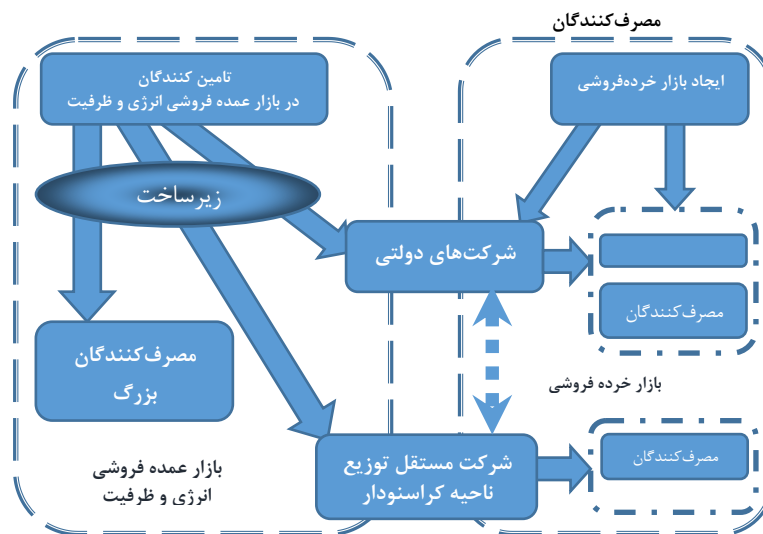 مصرف‌کنندگان
تامین کنندگان
در بازار عمده فروشی انرژی و ظرفیت
ایجاد بازار خرده‌فروشی
زیرساخت
شرکت‌های دولتی
مصرف‌کنندگان
مصرف‌کنندگان
بزرگ
بازار خرده فروشی
شرکت مستقل توزیع
ناحیه کراسنودار
مصرف‌کنندگان
بازار عمده فروشی
انرژی و ظرفیت